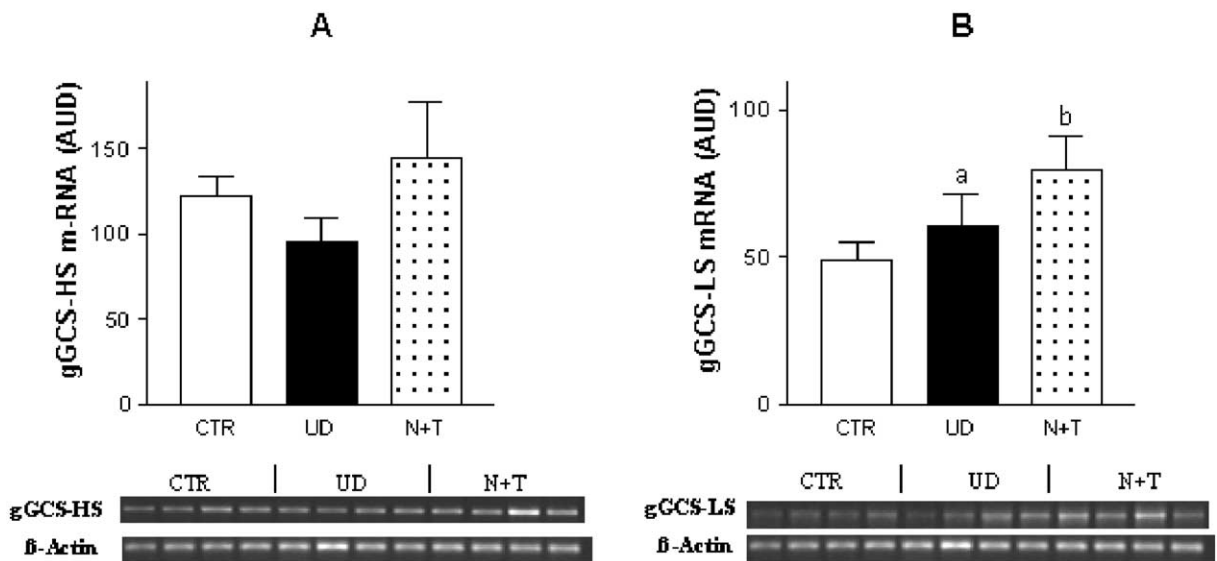 A
gGCS-HS m-RNA (AUD)
150
100
50
0
CTR UD N+T
CTR | UD | N+T
gGCS-HS
ß-Actin
B
gGCS-LS mRNA (AUD)
100
50
0
a
b
CTR UD N+T
CTR | UD | N+T
gGCS-LS
ß-Actin